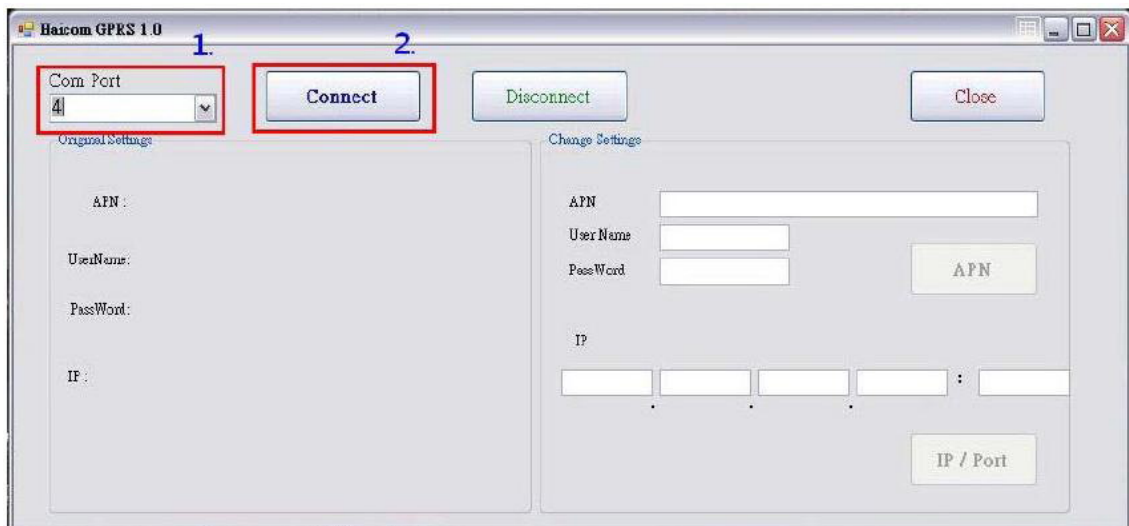 Haicom GPRS 1.0
1.
2.
Com Port
4
Connect
Disconnect
Close
Original Settings
APN :
UserName:
PassWord:
IP :
Change Settings
APN
User Name
PassWord
APN
IP
. . . :
IP / Port